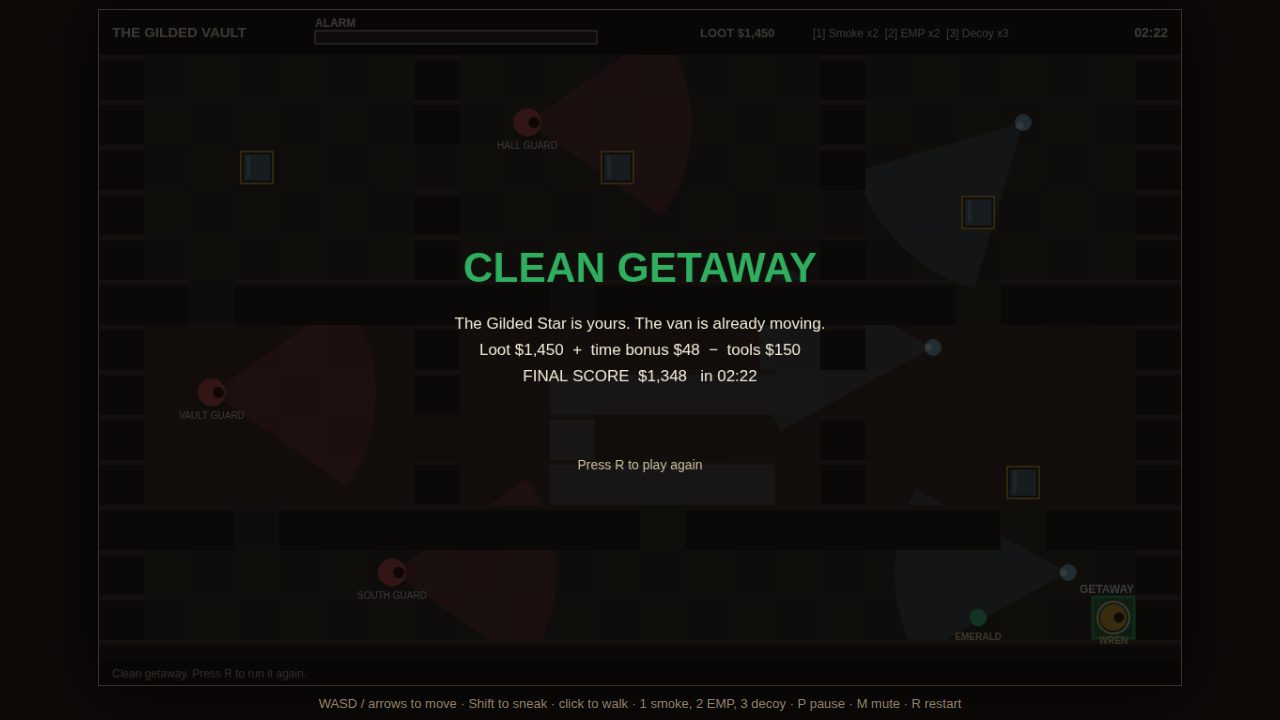 THE GILDED VAULT
ALARM
LOOT $1,450
[1] Smoke x2 [2] EMP x2 [3] Decoy x3
02:22
HALL GUARD
CLEAN GETAWAY
The Gilded Star is yours. The van is already moving.
Loot $1,450 + time bonus $48 − tools $150
FINAL SCORE $1,348 in 02:22
VAULT GUARD
Press R to play again
SOUTH GUARD
GETAWAY
EMERALD
WREN
Clean getaway. Press R to run it again.
WASD / arrows to move · Shift to sneak · click to walk · 1 smoke, 2 EMP, 3 decoy · P pause · M mute · R restart